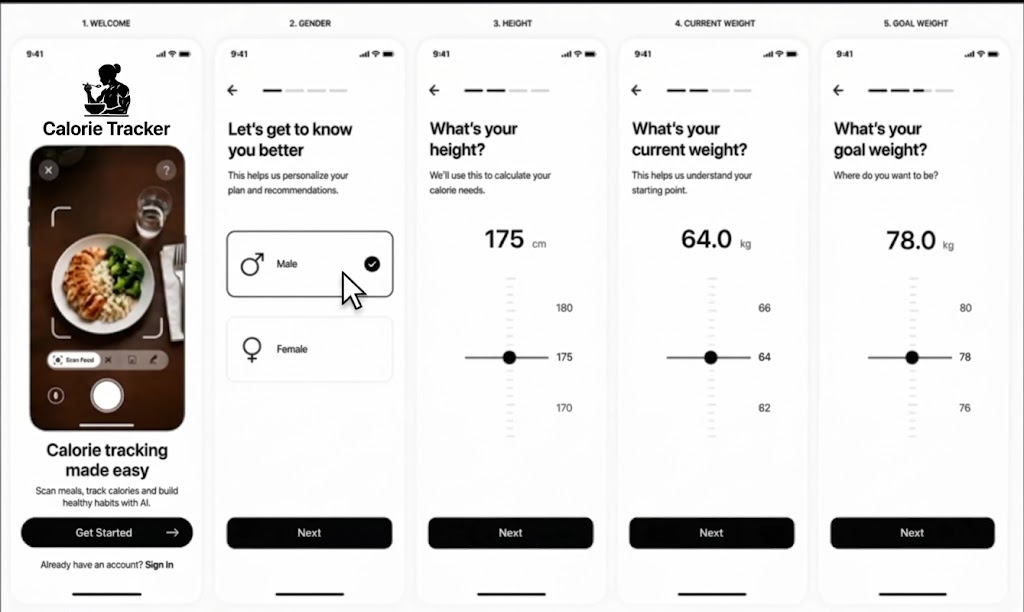 1. WELCOME
9:41
Calorie Tracker
?
Scan Food
Calorie tracking
made easy
Scan meals, track calories and build
healthy habits with AI.
Get Started
Already have an account? Sign in
2. GENDER
9:41
Let's get to know
you better
This helps us personalize your
plan and recommendations.
Male
Female
Next
3. HEIGHT
9:41
What's your
height?
We'll use this to calculate your
calorie needs.
175 cm
180
175
170
Next
4. CURRENT WEIGHT
9:41
What's your
current weight?
This helps us understand your
starting point.
64.0 kg
66
64
62
Next
5. GOAL WEIGHT
9:41
What's your
goal weight?
Where do you want to be?
78.0 kg
80
78
76
Next